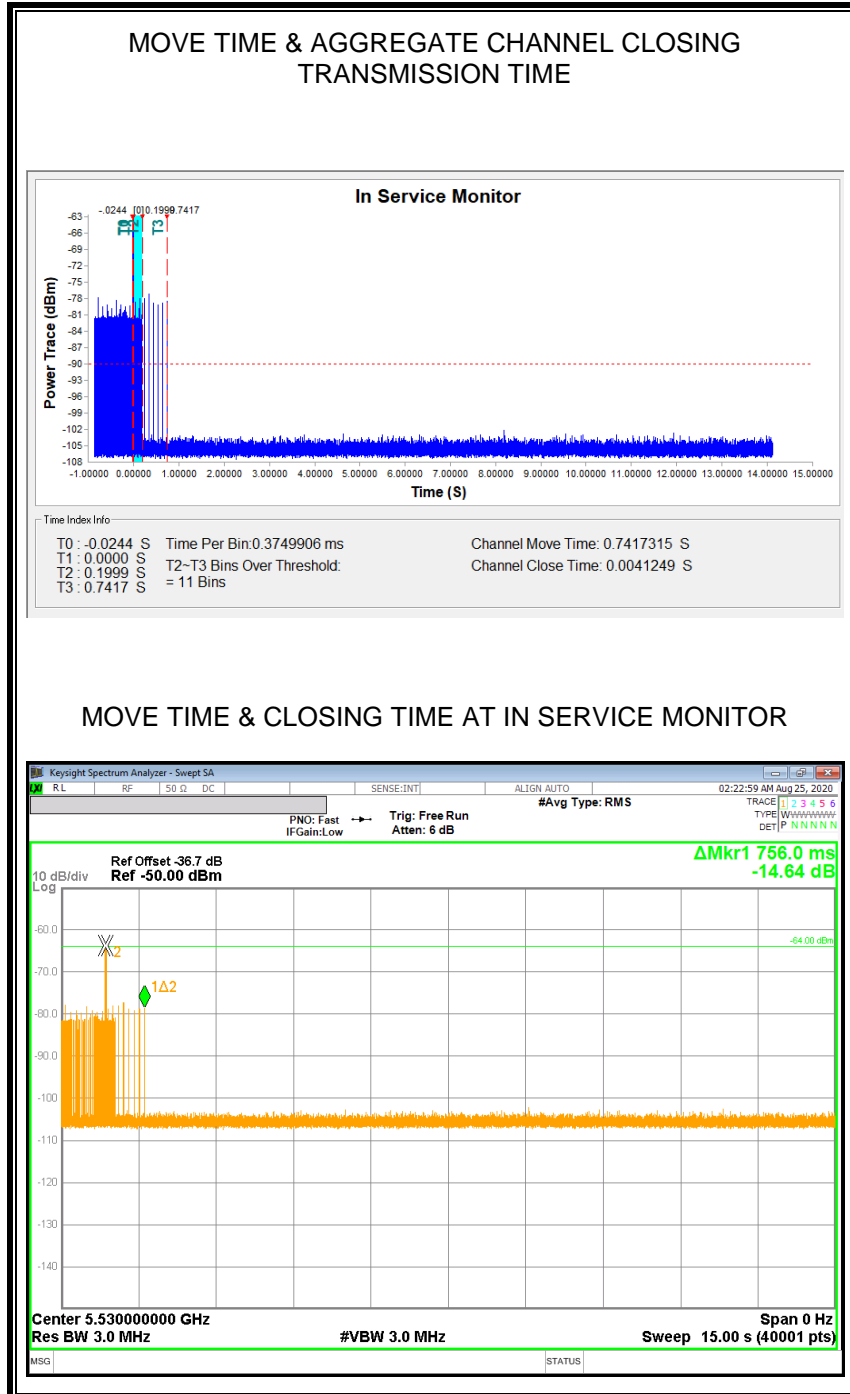 MOVE TIME & AGGREGATE CHANNEL CLOSING
TRANSMISSION TIME
In Service Monitor
-.0244
-63
-66
-69
-72
-75
-78
-81
-84
-87
-90
-93
-96
-99
-102
-105
-108
T3
Power Trace (dBm)
-1.00000 0.00000 1.00000 2.00000 3.00000 4.00000 5.00000 6.00000 7.00000 8.00000 9.00000 10.00000 11.00000 12.00000 13.00000 14.00000 15.00000
Time (S)
Time Index Info
T0 : -0.0244 S Time Per Bin:0.3749906 ms Channel Move Time: 0.7417315 S
T1 : 0.0000 S T2~T3 Bins Over Threshold: Channel Close Time: 0.0041249 S
T2 : 0.1999 S = 11 Bins
T3 : 0.7417 S
MOVE TIME & CLOSING TIME AT IN SERVICE MONITOR
Keysight Spectrum Analyzer - Swept SA
LXI RL RF 50 Ω DC SENSE:INT ALIGN AUTO 02:22:59 AM Aug 25, 2020
#Avg Type: RMS TRACE 1 2 3 4 5 6
PNO: Fast Trig: Free Run TYPE WWWWWW
IFGain:Low Atten: 6 dB DET P N N N N N
ΔMkr1 756.0 ms
-14.64 dB
Ref Offset -36.7 dB
10 dB/div Ref -50.00 dBm
Log
-60.0
-64.00 dBm
2
-70.0
1Δ2
-80.0
-90.0
-100
-110
-120
-130
-140
Center 5.530000000 GHz Span 0 Hz
Res BW 3.0 MHz #VBW 3.0 MHz Sweep 15.00 s (40001 pts)
MSG STATUS